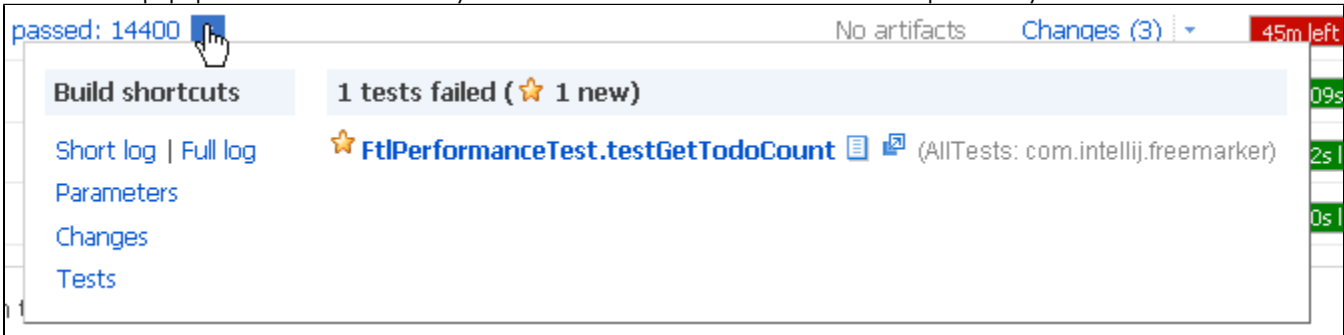 passed: 14400 No artifacts Changes (3) 45m left
Build shortcuts 1 tests failed ( 1 new)
09s
Short log | Full log FtlPerformanceTest.testGetTodoCount (AllTests: com.intellij.freemarker)
2s l
Parameters
0s l
Changes
Tests